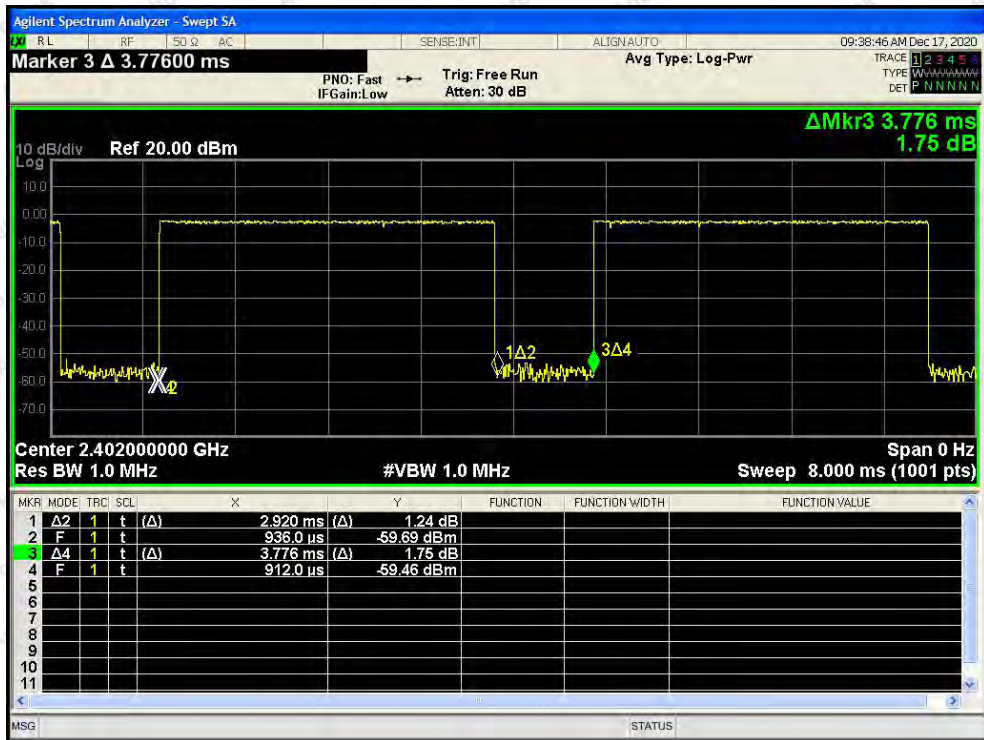 Agilent Spectrum Analyzer - Swept SA
LXI RL RF 50 Ω AC SENSE:INT ALIGNAUTO 09:38:46 AM Dec 17, 2020
Marker 3 Δ 3.77600 ms
PNO: Fast Trig: Free Run Avg Type: Log-Pwr
IFGain:Low Atten: 30 dB
TRACE 1 2 3 4 5 6
TYPE W
DET P N N N N N
ΔMkr3 3.776 ms
1.75 dB
10 dB/div Ref 20.00 dBm
Log
10.0
0.00
-10.0
-20.0
-30.0
-40.0
-50.0
-60.0
-70.0
1Δ2
3Δ4
Center 2.402000000 GHz Span 0 Hz
Res BW 1.0 MHz #VBW 1.0 MHz Sweep 8.000 ms (1001 pts)
MKR MODE TRC SCL X Y FUNCTION FUNCTION WIDTH FUNCTION VALUE
1 Δ2 1 t (Δ) 2.920 ms (Δ) 1.24 dB
2 F 1 t 936.0 µs -59.69 dBm
3 Δ4 1 t (Δ) 3.776 ms (Δ) 1.75 dB
4 F 1 t 912.0 µs -59.46 dBm
5
6
7
8
9
10
11
MSG STATUS